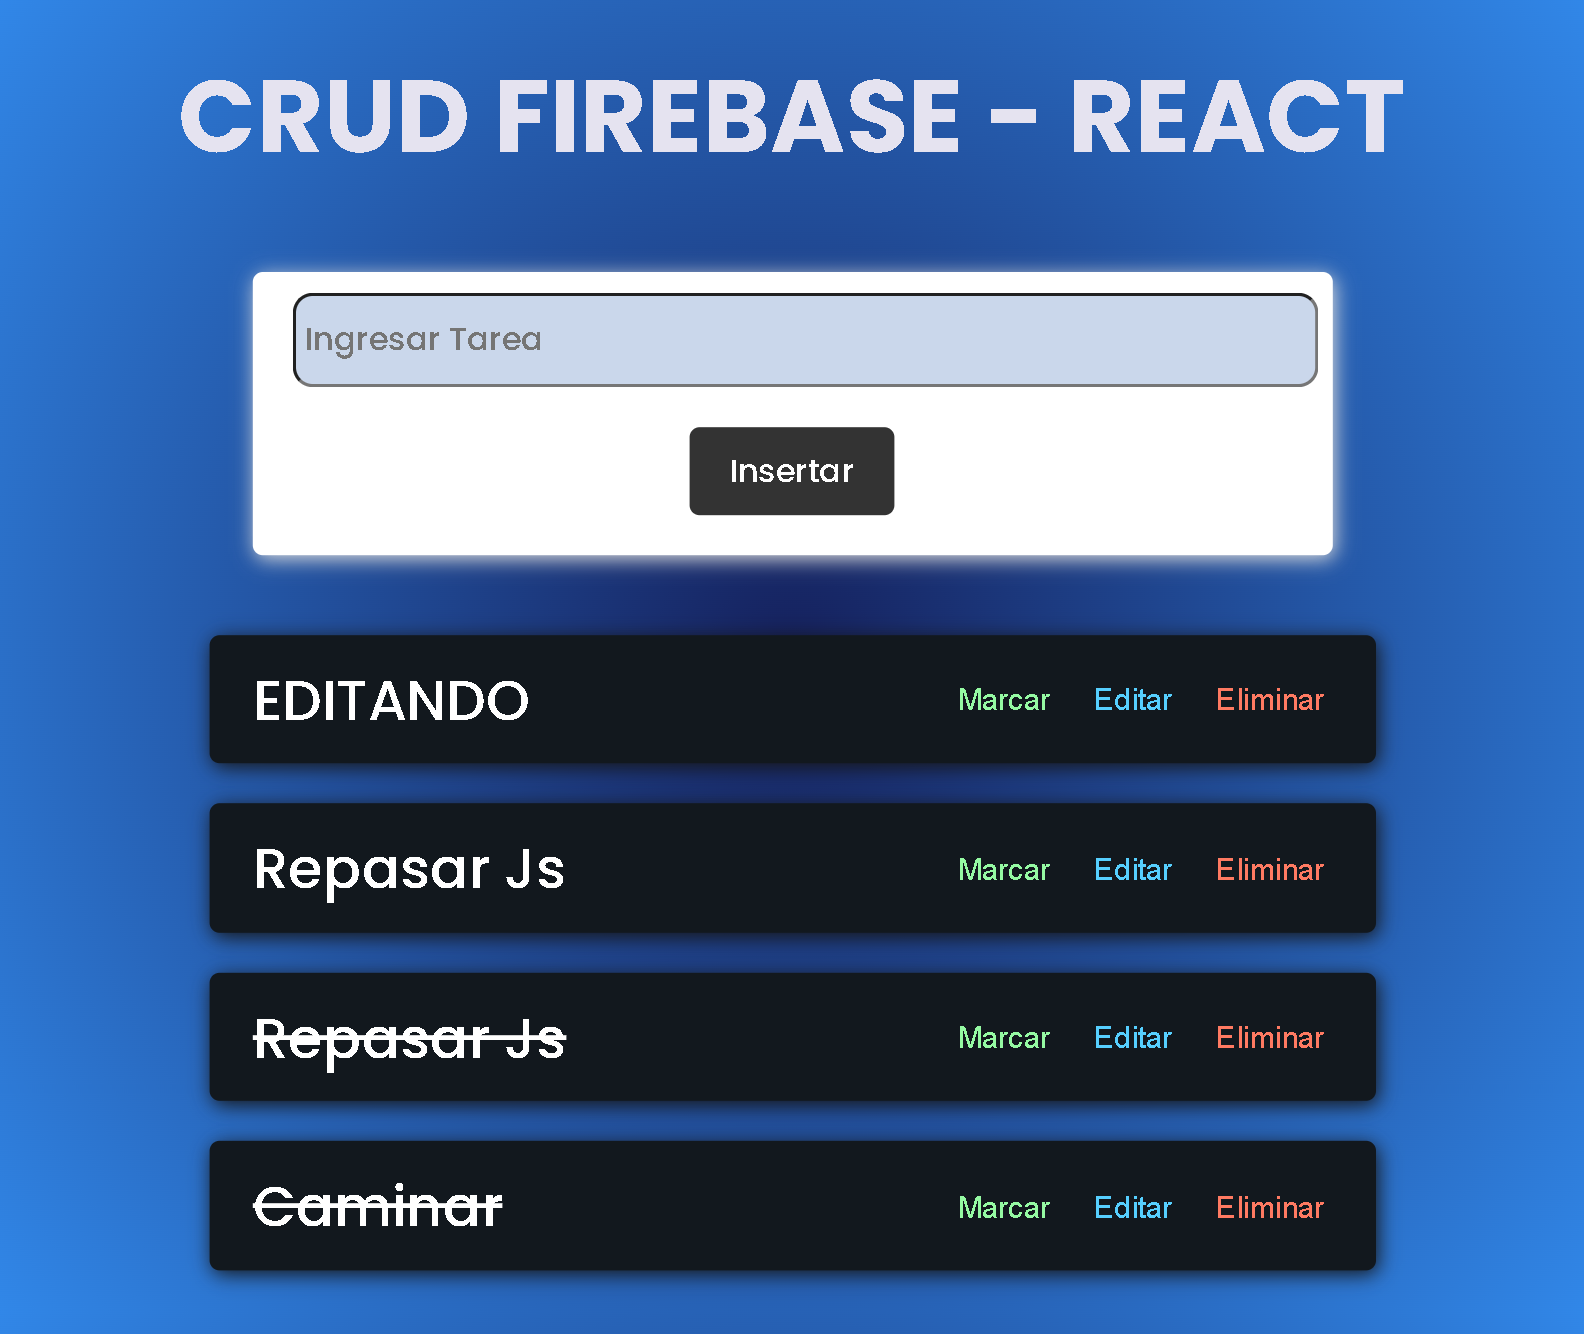 CRUD FIREBASE - REACT
Ingresar Tarea
Insertar
EDITANDO Marcar Editar Eliminar
Repasar Js Marcar Editar Eliminar
Repasar Js Marcar Editar Eliminar
Caminar Marcar Editar Eliminar